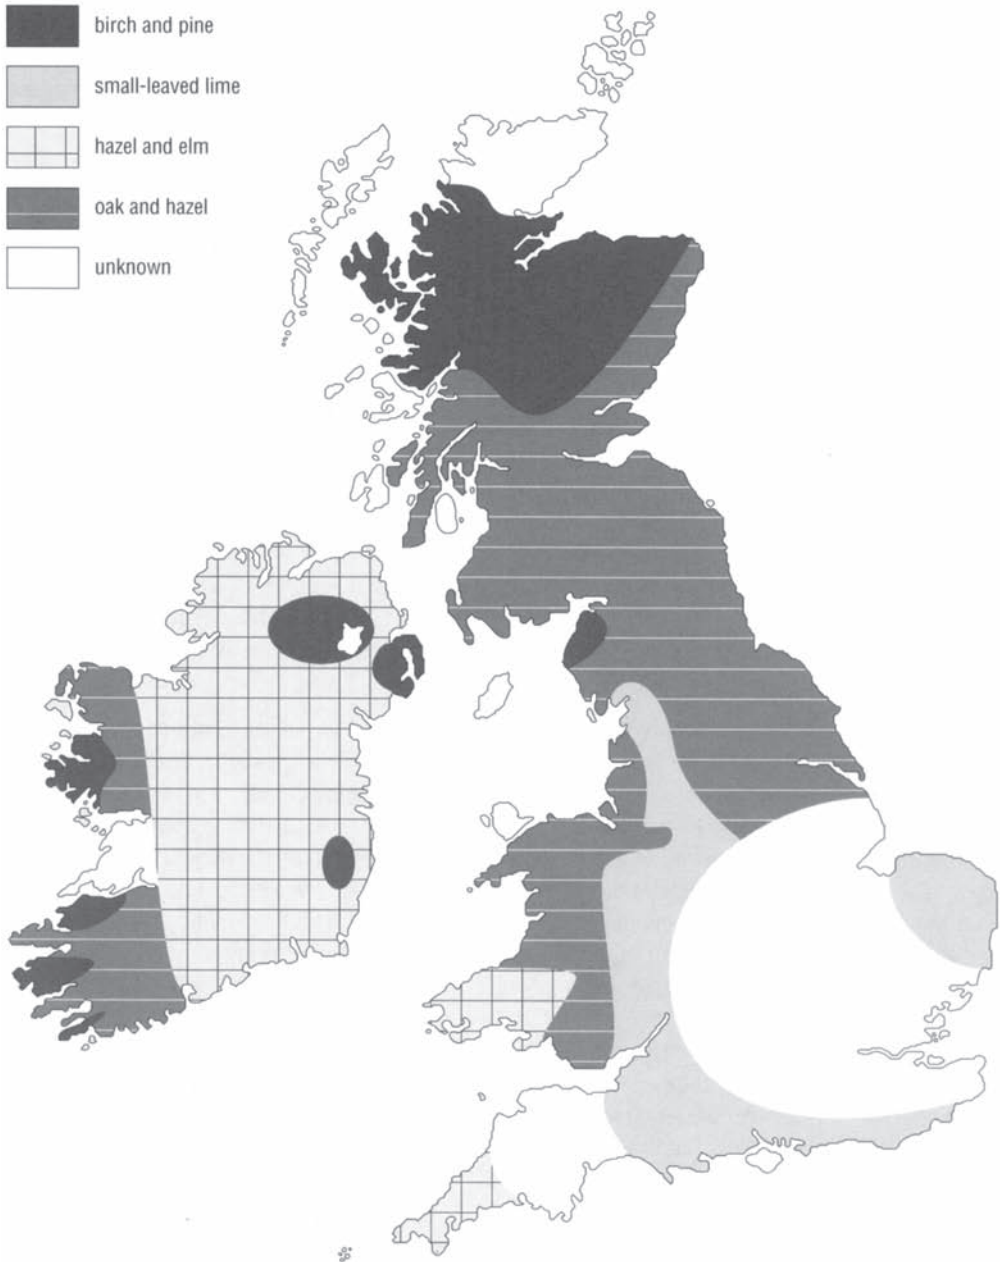 birch and pine
small-leaved lime
hazel and elm
oak and hazel
unknown